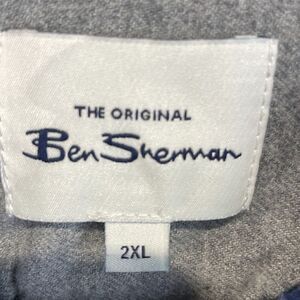 THE ORIGINAL
Ben Sherman
2XL